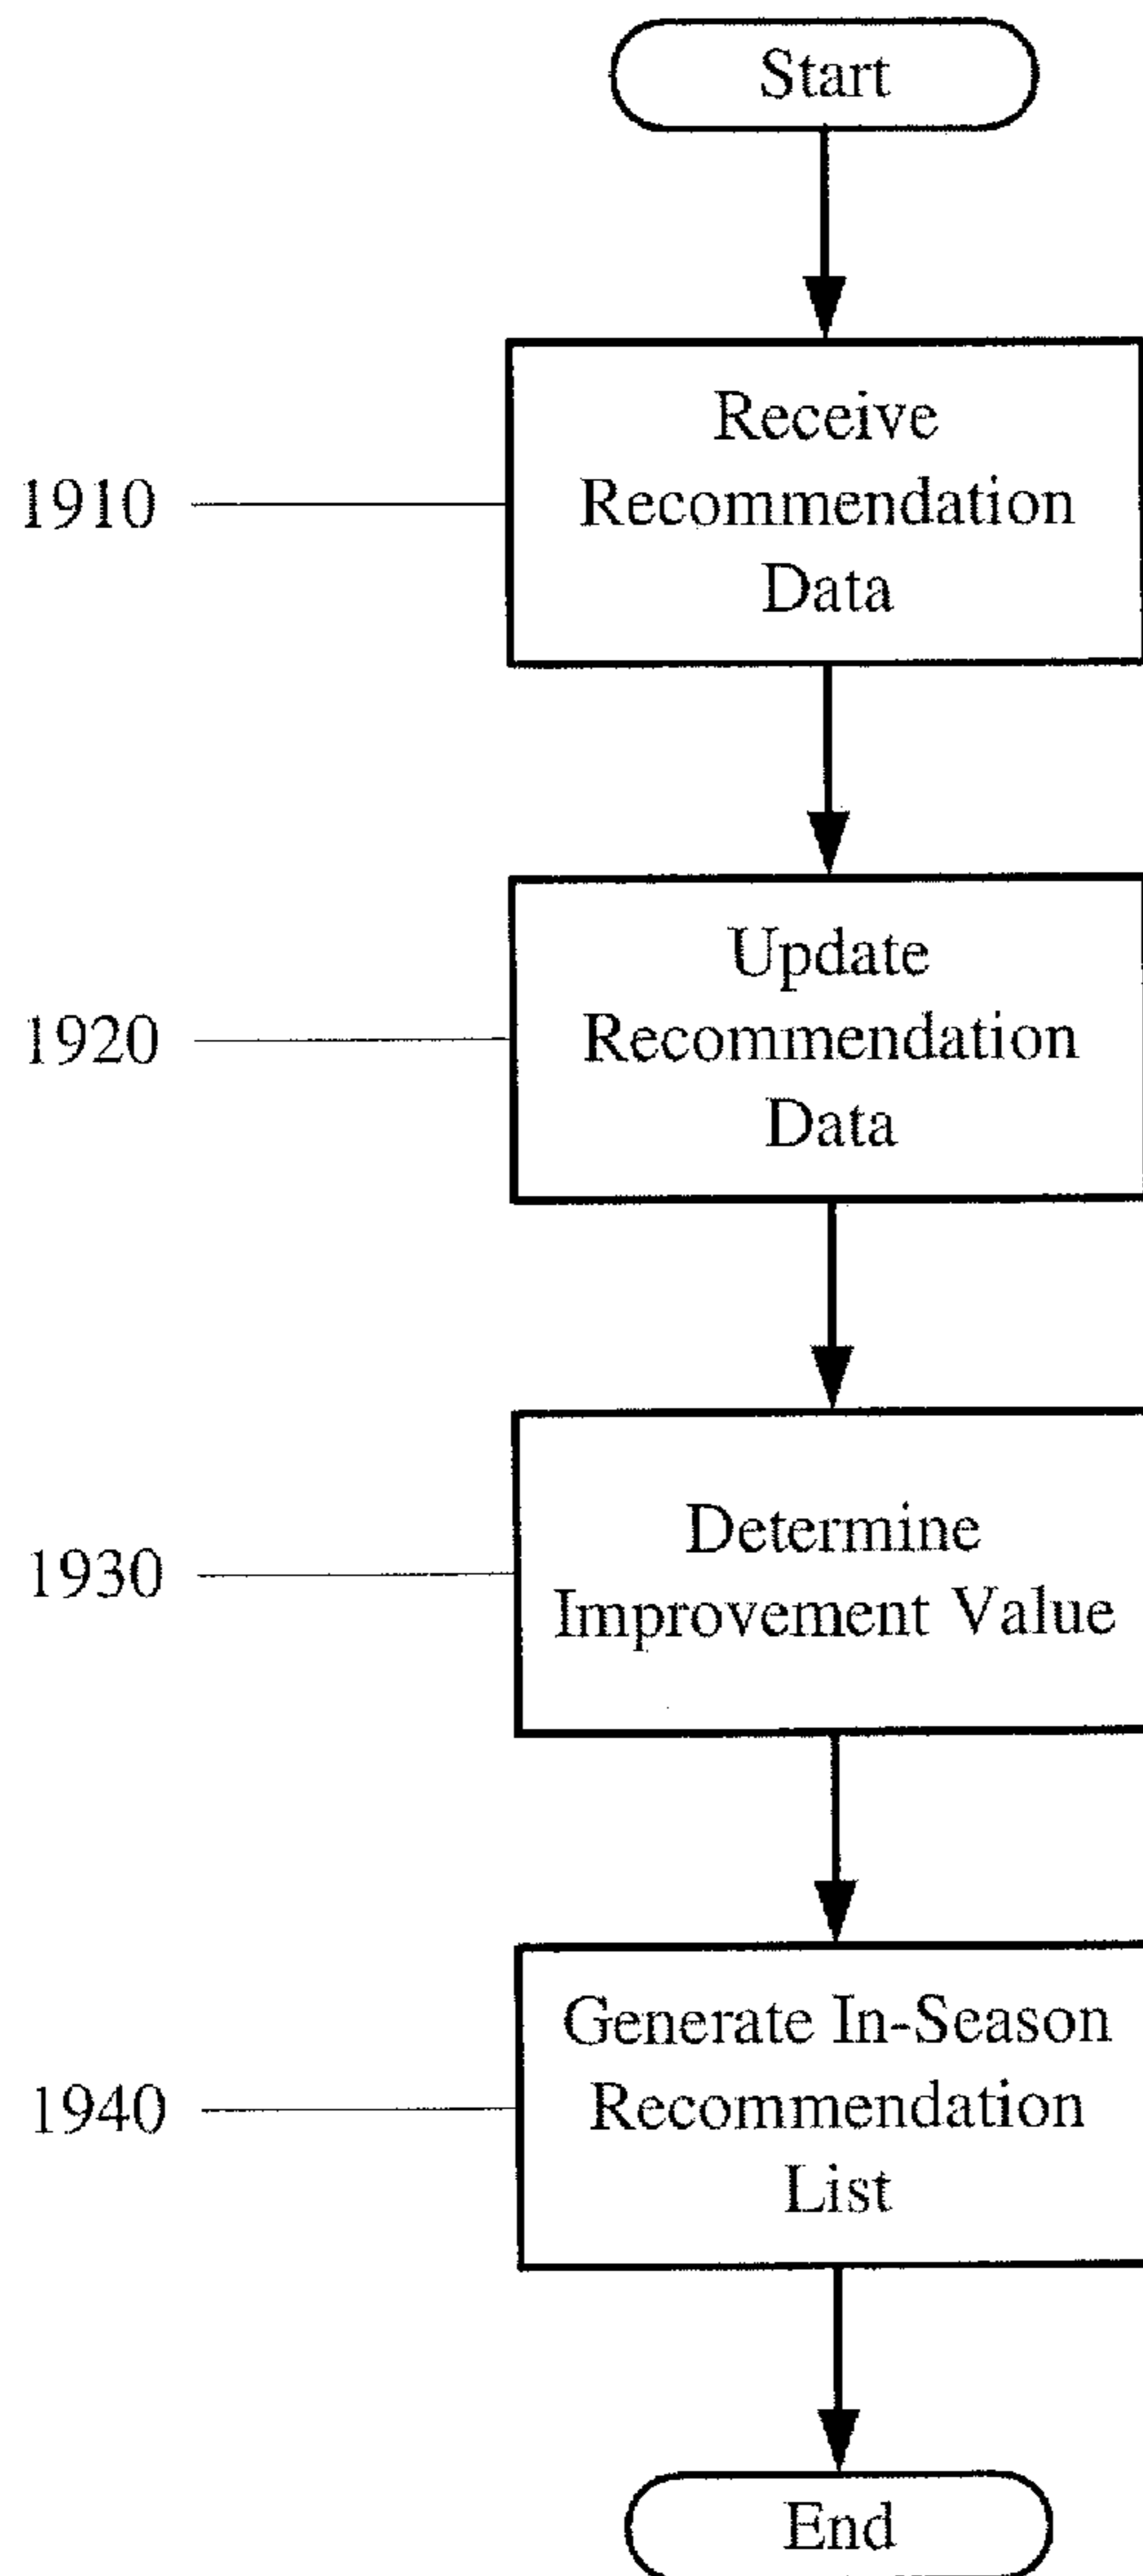 Start
Receive
1910
Recommendation
Data
Update
1920
Recommendation
Data
Determine
1930
Improvement Value
Generate In-Season
1940
Recommendation
List
End